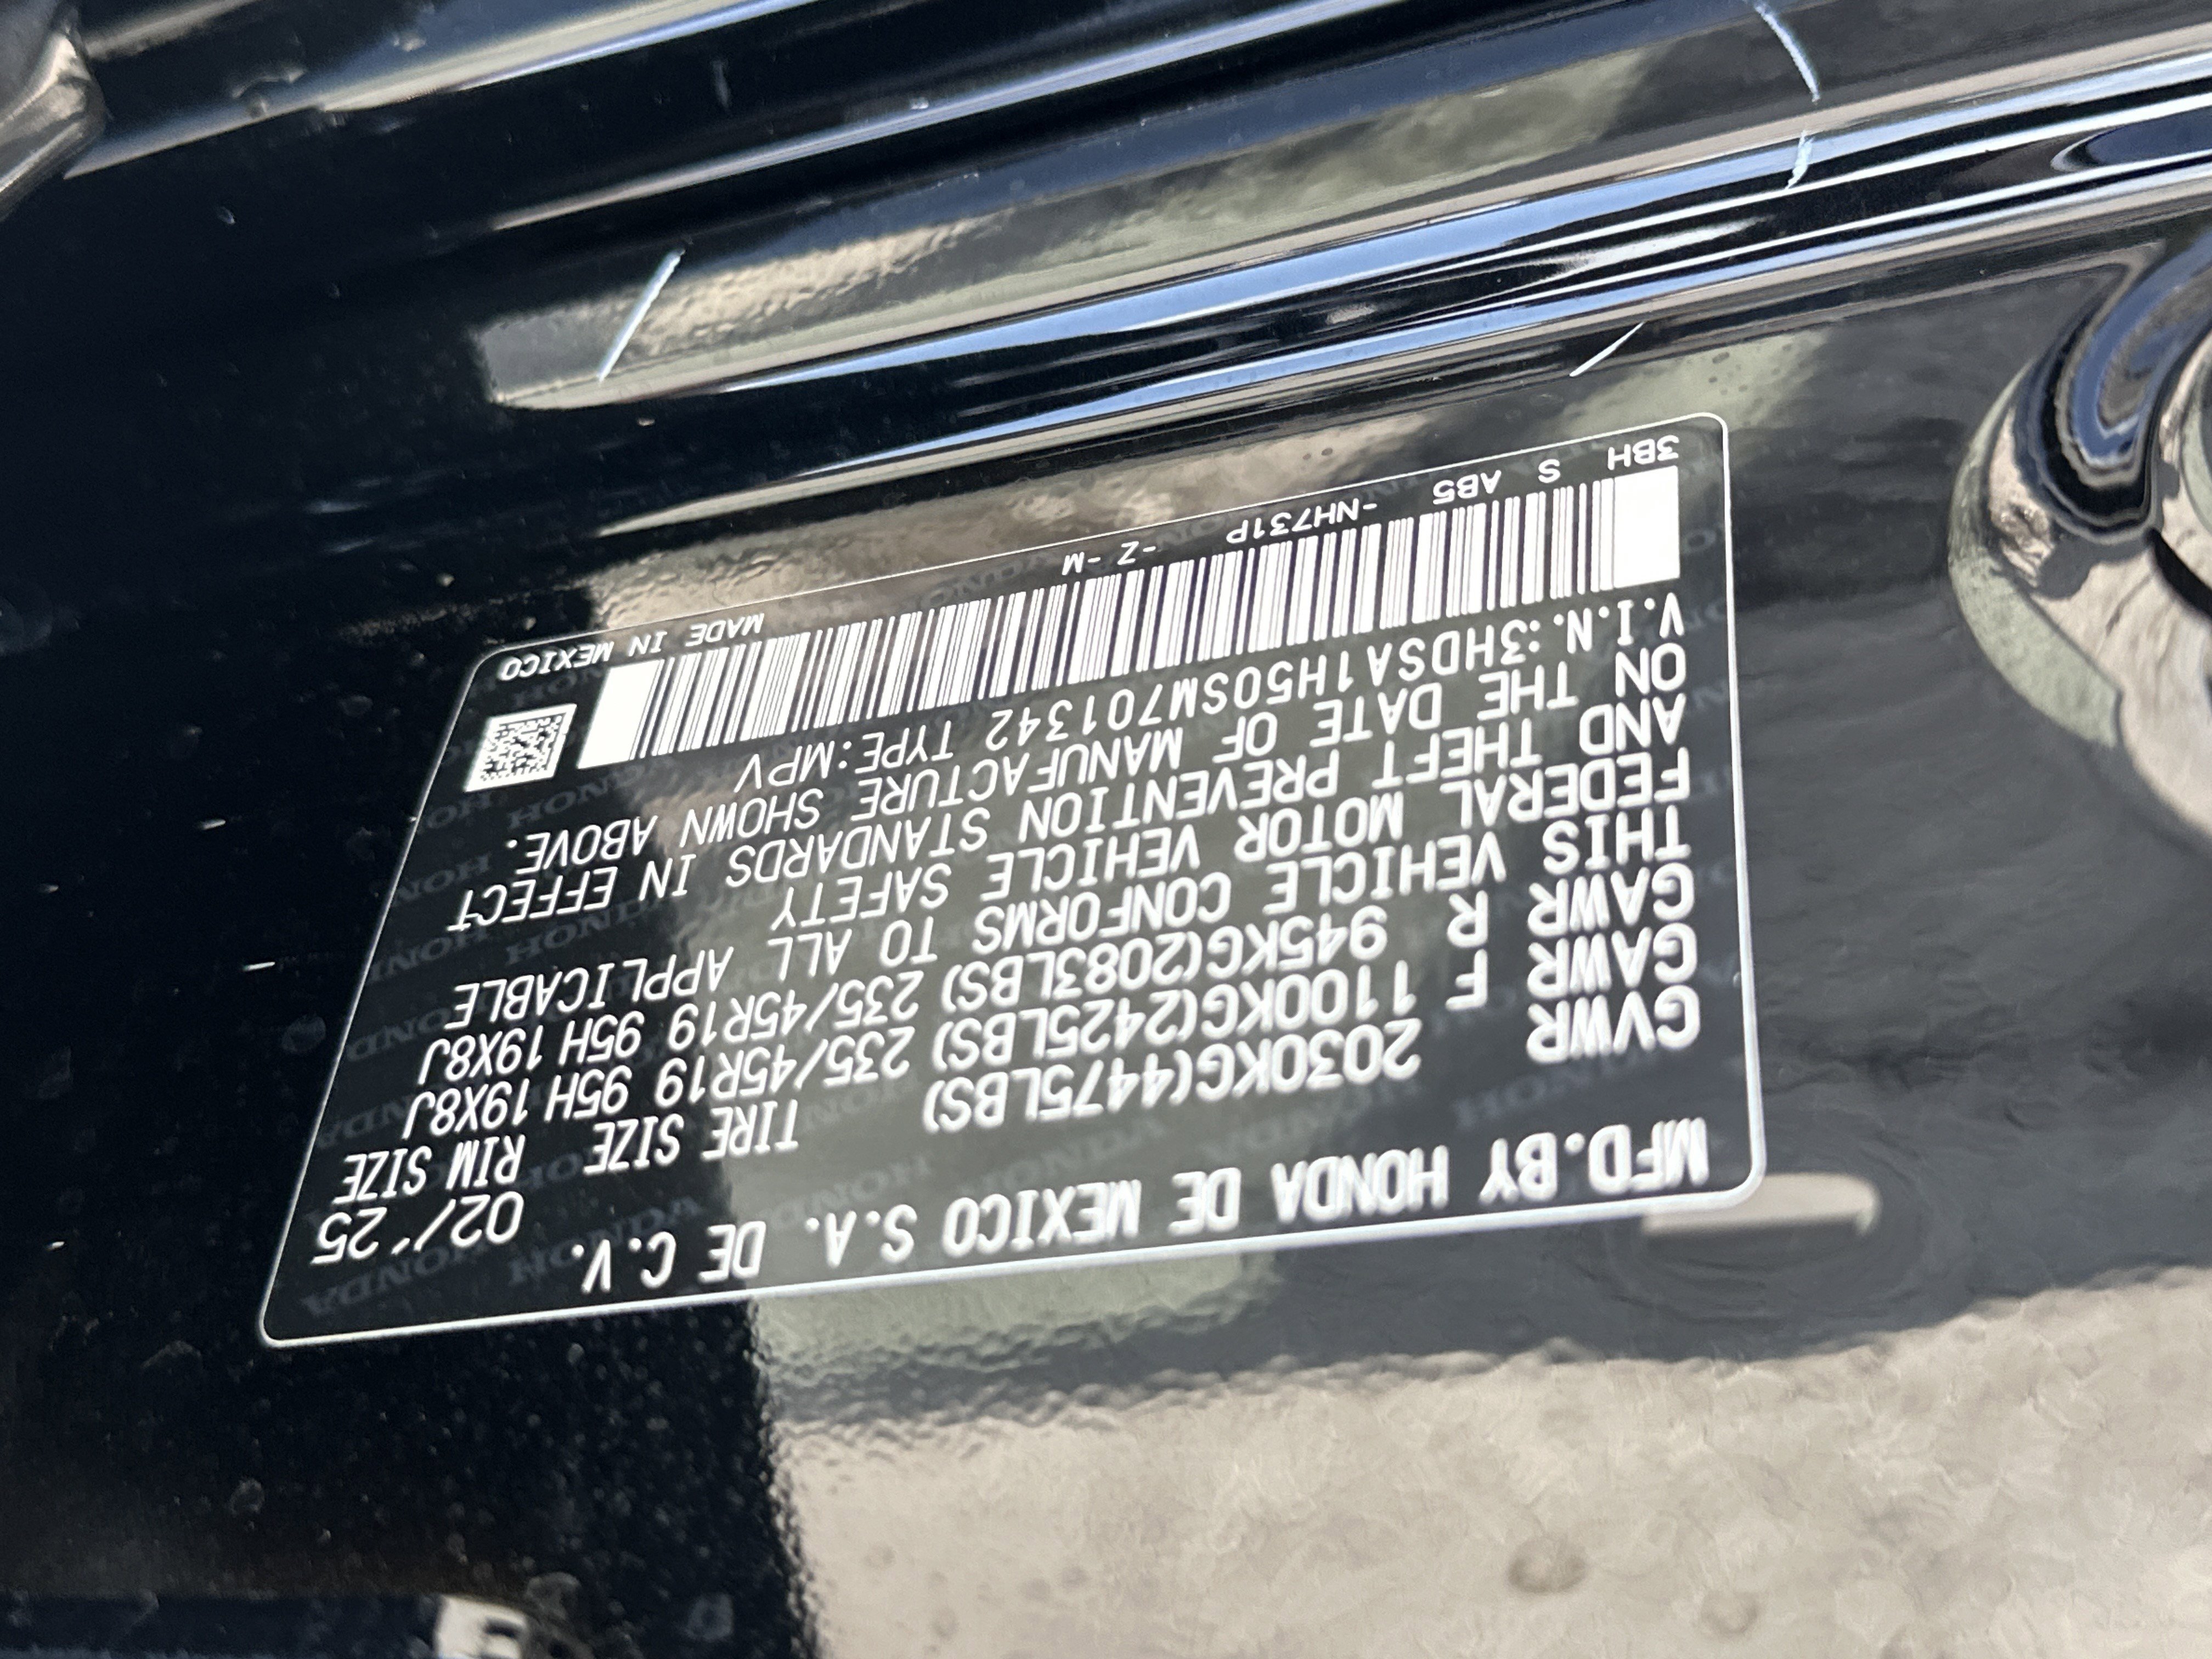 MFD.BY HONDA DE MEXICO S.A. DE C.V. 02/'25
GVWR 2030KG(4475LBS) TIRE SIZE RIM SIZE
GAWR F 1100KG(2425LBS) 235/45R19 95H 19X8J
GAWR R 945KG(2083LBS) 235/45R19 95H 19X8J
THIS VEHICLE CONFORMS TO ALL APPLICABLE
FEDERAL MOTOR VEHICLE SAFETY
AND THEFT PREVENTION STANDARDS IN EFFECT
ON THE DATE OF MANUFACTURE SHOWN ABOVE.
V.I.N.:3HDSA1H50SM701342 TYPE:MPV
3BH S AB5 -NH731P -Z -M MADE IN MEXICO